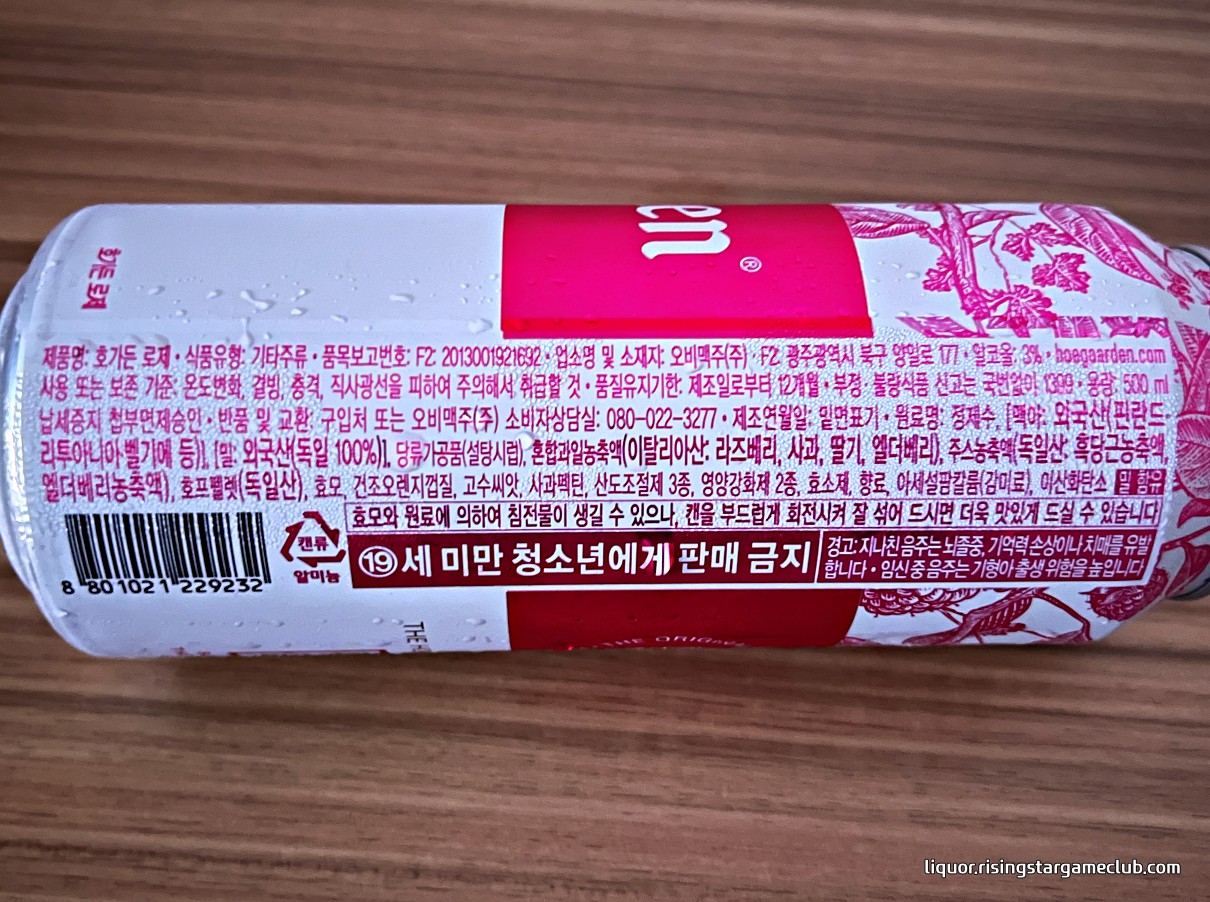 호가든 로제
en ®
제품명: 호가든 로제 • 식품유형: 기타주류 • 품목보고번호: F2 2013001921692 • 업소명 및 소재지: 오비맥주(주) • F2: 광주광역시 북구 양일로 177 • 알코올: 3% • hoegaarden.com
사용 또는 보존 기준: 온도변화, 결빙, 충격, 직사광선을 피하여 주의해서 취급할 것 • 품질유지기한: 제조일로부터 12개월 • 부정·불량식품 신고는 국번없이 1399 • 용량: 500 ml
납세증지 첩부면제승인 • 반품 및 교환: 구입처 또는 오비맥주(주) 소비자상담실: 080-022-3277 • 제조연월일: 밑면표기 • 원료명: 정제수, [맥아: 외국산(핀란드·
리투아니아·벨기에 등)], [밀: 외국산(독일 100%)], 당류가공품(설탕시럽), 혼합과일농축액(이탈리아산: 라즈베리, 사과, 딸기, 엘더베리), 주스농축액(독일산: 흑당근농축액,
엘더베리농축액), 호프펠렛(독일산), 효모, 건조오렌지껍질, 고수씨앗, 사과펙틴, 산도조절제 3종, 영양강화제 2종, 효소제, 향료, 아세설팜칼륨(감미료), 이산화탄소 밀 함유
효모와 원료에 의하여 침전물이 생길 수 있으나, 캔을 부드럽게 회전시켜 잘 섞어 드시면 더욱 맛있게 드실 수 있습니다
캔류
알미늄
⑲세 미만 청소년에게 판매 금지
경고: 지나친 음주는 뇌졸중, 기억력 손상이나 치매를 유발
합니다 • 임신 중 음주는 기형아 출생 위험을 높입니다
8 801021 229232
THE
THE ORIGINAL
liquor.risingstargameclub.com